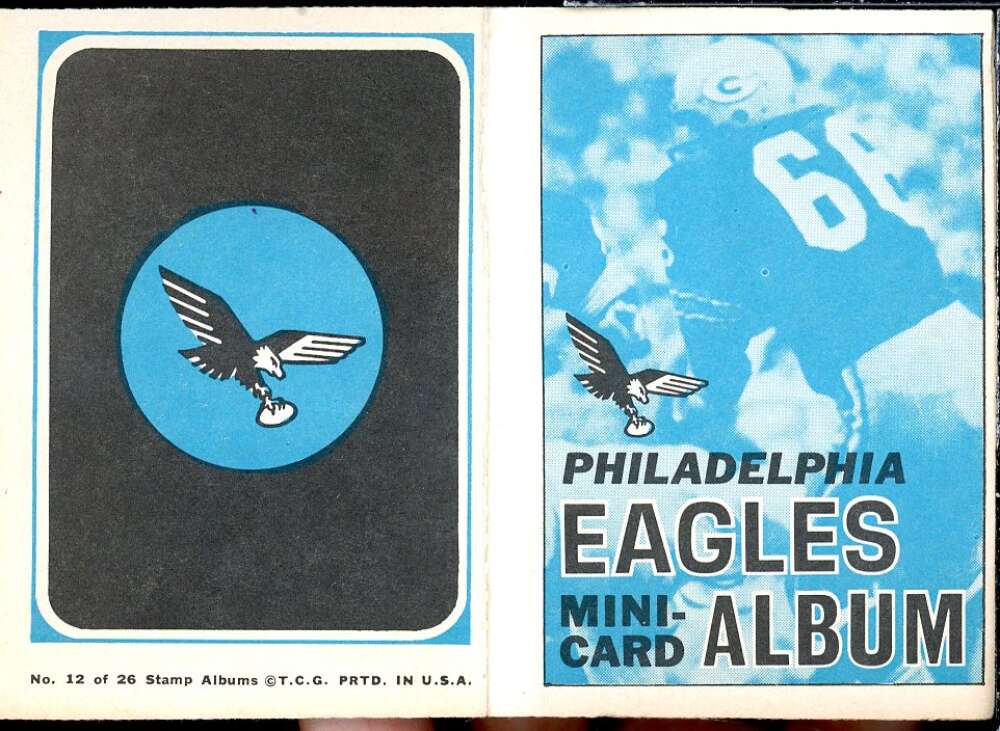 No. 12 of 26 Stamp Albums ©T.C.G. PRTD. IN U.S.A.
G
66
PHILADELPHIA
EAGLES
MINI-
CARD ALBUM